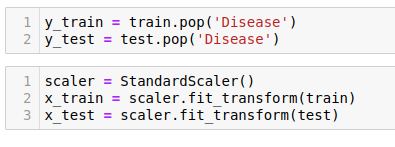 1 y_train = train.pop('Disease')
2 y_test = test.pop('Disease')
1 scaler = StandardScaler()
2 x_train = scaler.fit_transform(train)
3 x_test = scaler.fit_transform(test)